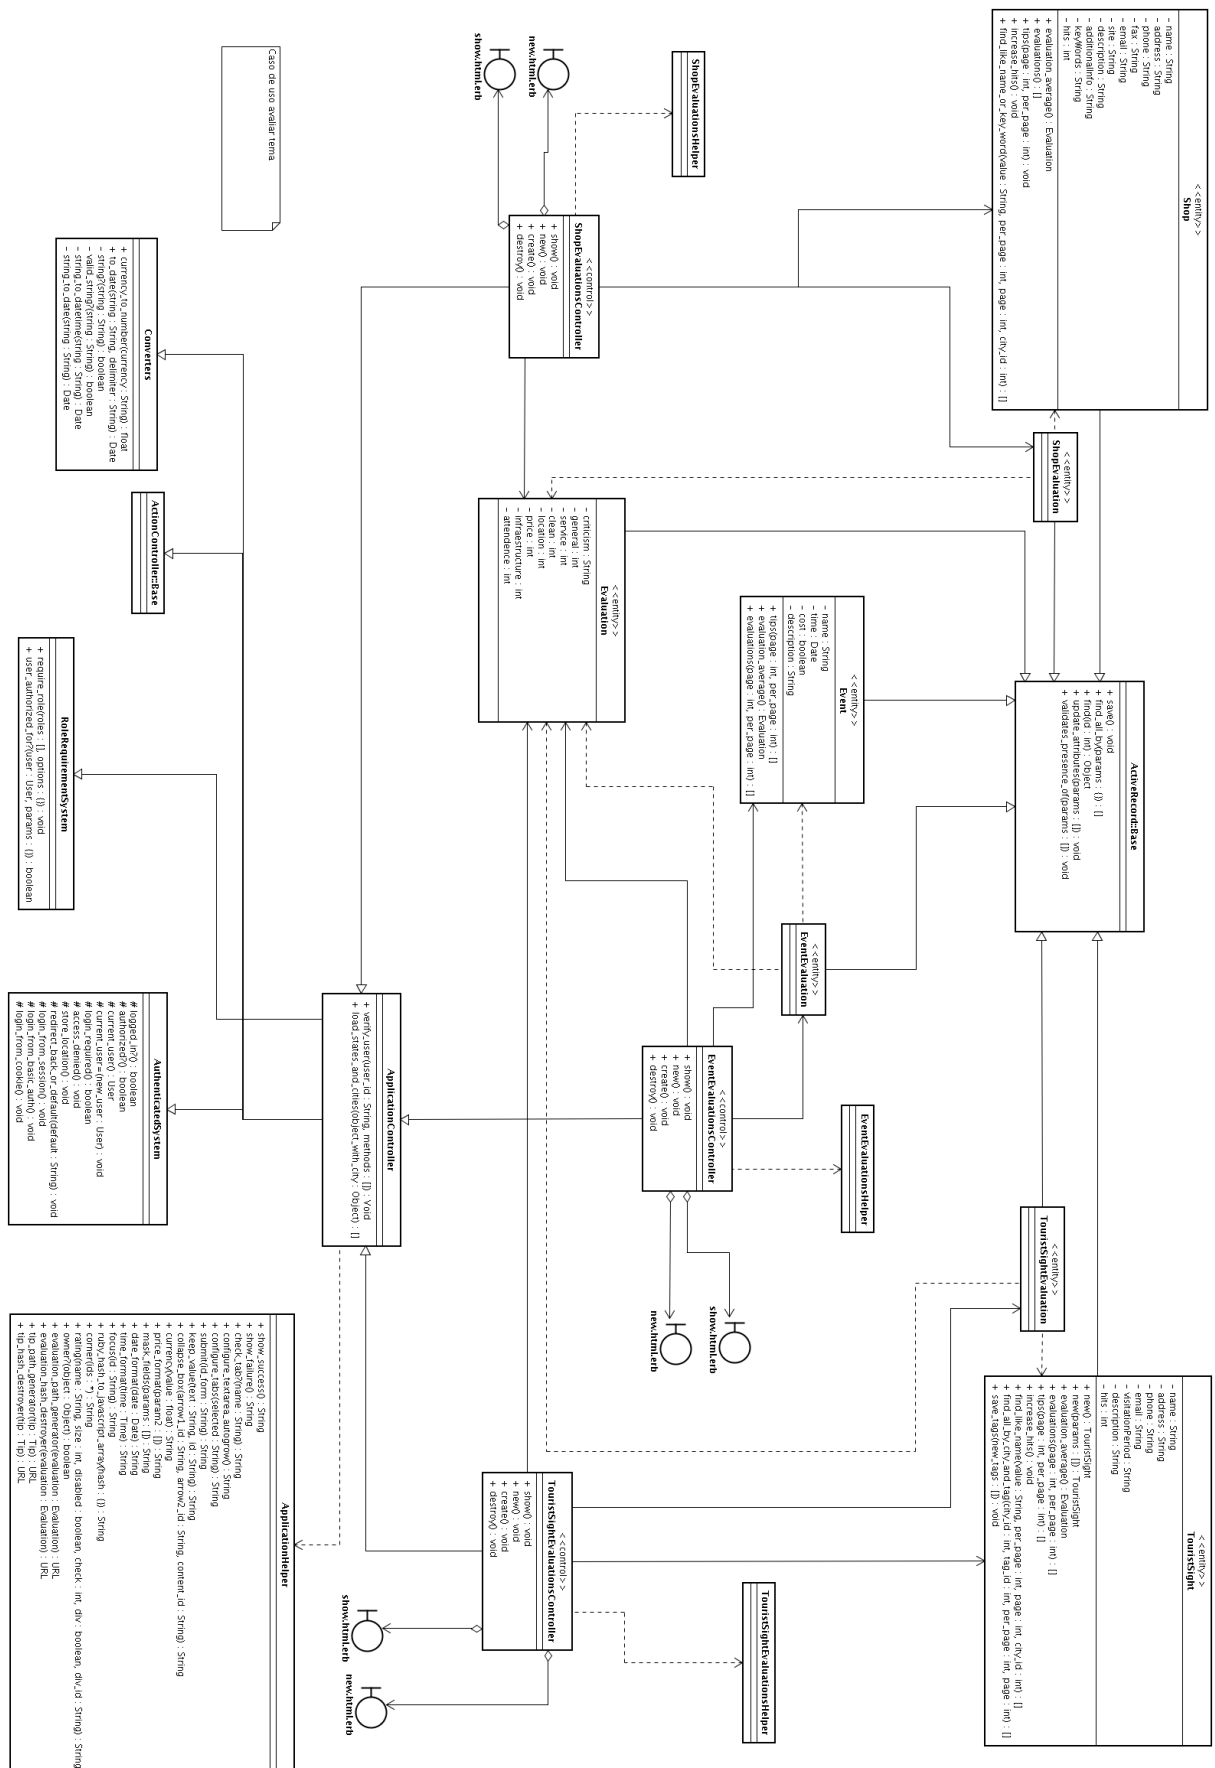 <<entity>>
Shop
- name : String
- address : String
- phone : String
- fax : String
- email : String
- site : String
- description : String
- additionalInfo : String
- keyWords : String
- hits : int
+ evaluation_average() : Evaluation
+ evaluations() : []
+ tips(page : int, per_page : int) : void
+ increase_hits() : void
+ find_like_name_or_key_word(value : String, per_page : int, page : int, city_id : int) : []
<<entity>>
ShopEvaluation
ActiveRecord::Base
+ save() : void
+ find_all_by(params : {}) : []
+ find(id : int) : Object
+ update_attributes(params : []) : void
+ validates_presence_of(params : []) : void
<<entity>>
TouristSightEvaluation
<<entity>>
TouristSight
- name : String
- address : String
- phone : String
- email : String
- visitationPeriod : String
- description : String
- hits : int
+ new() : TouristSight
+ new(params : []) : TouristSight
+ evaluation_average() : Evaluation
+ evaluations(page : int, per_page : int) : []
+ tips(page : int, per_page : int) : []
+ increase_hits() : void
+ find_like_name(value : String, per_page : int, page : int, city_id : int) : []
+ find_all_by_city_and_tag(city_id : int, tag_id : int, per_page : int, page : int) : []
+ save_tags(new_tags : []) : void
ShopEvaluationsHelper
<<entity>>
Event
- name : String
- time : Date
- cost : boolean
- description : String
+ tips(page : int, per_page : int) : []
+ evaluation_average() : Evaluation
+ evaluations(page : int, per_page : int) : []
<<entity>>
EventEvaluation
EventEvaluationsHelper
TouristSightEvaluationsHelper
new.html.erb
show.html.erb
<<control>>
ShopEvaluationsController
+ show() : void
+ new() : void
+ create() : void
+ destroy() : void
<<entity>>
Evaluation
- criticism : String
- general : int
- service : int
- clean : int
- location : int
- price : int
- infraestructure : int
- attendence : int
<<control>>
EventEvaluationsController
+ show() : void
+ new() : void
+ create() : void
+ destroy() : void
show.html.erb
new.html.erb
<<control>>
TouristSightEvaluationsController
+ show() : void
+ new() : void
+ create() : void
+ destroy() : void
show.html.erb
new.html.erb
Caso de uso avaliar tema
ApplicationController
+ verify_user(user_id : String, methods : []) : Void
+ load_states_and_cities(object_with_city : Object) : []
Converters
+ currency_to_number(currency : String) : float
+ to_date(string : String, delimiter : String) : Date
- string?(string : String) : boolean
- valid_string?(string : String) : boolean
- string_to_datetime(string : String) : Date
- string_to_date(string : String) : Date
ActionController::Base
RoleRequirementSystem
+ require_role(roles : [], options : {}) : void
+ user_authorized_for?(user : User, params : {}) : boolean
AuthenticatedSystem
# logged_in?() : boolean
# authorized?() : boolean
# current_user() : User
# current_user=(new_user : User) : void
# login_required() : boolean
# access_denied() : void
# store_location() : void
# redirect_back_or_default(default : String) : void
# login_from_session() : void
# login_from_basic_auth() : void
# login_from_cookie() : void
ApplicationHelper
+ show_success() : String
+ show_failure() : String
+ check_tab?(name : String) : String
+ configure_textarea_autogrow() : String
+ configure_tabs(selected : String) : String
+ submit(id_form : String) : String
+ keep_value(text : String, id : String) : String
+ collapse_box(arrow1_id : String, arrow2_id : String, content_id : String) : String
+ currency(value : float) : String
+ price_format(param2 : []) : String
+ mask_fields(params : []) : String
+ date_format(date : Date) : String
+ time_format(time : Time) : String
+ focus(id : String) : String
+ ruby_hash_to_javascript_array(hash : {}) : String
+ corner(ids : *) : String
+ rating(name : String, size : int, disabled : boolean, check : int, div : boolean, div_id : String) : String
+ owner?(object : Object) : boolean
+ evaluation_path_generator(evaluation : Evaluation) : URL
+ evaluation_hash_destroyer(evaluation : Evaluation) : URL
+ tip_path_generator(tip : Tip) : URL
+ tip_hash_destroyer(tip : Tip) : URL